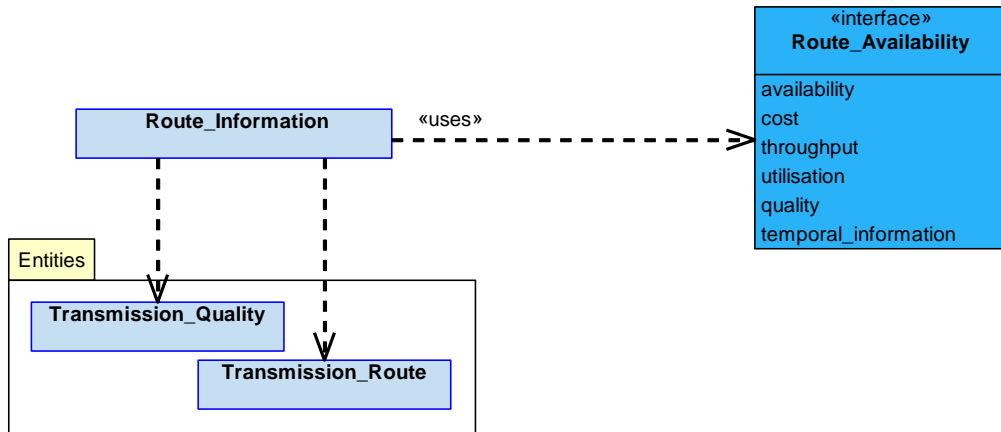 «interface»
Route_Availability
availability
cost
throughput
utilisation
quality
temporal_information
Route_Information
«uses»
Entities
Transmission_Quality
Transmission_Route